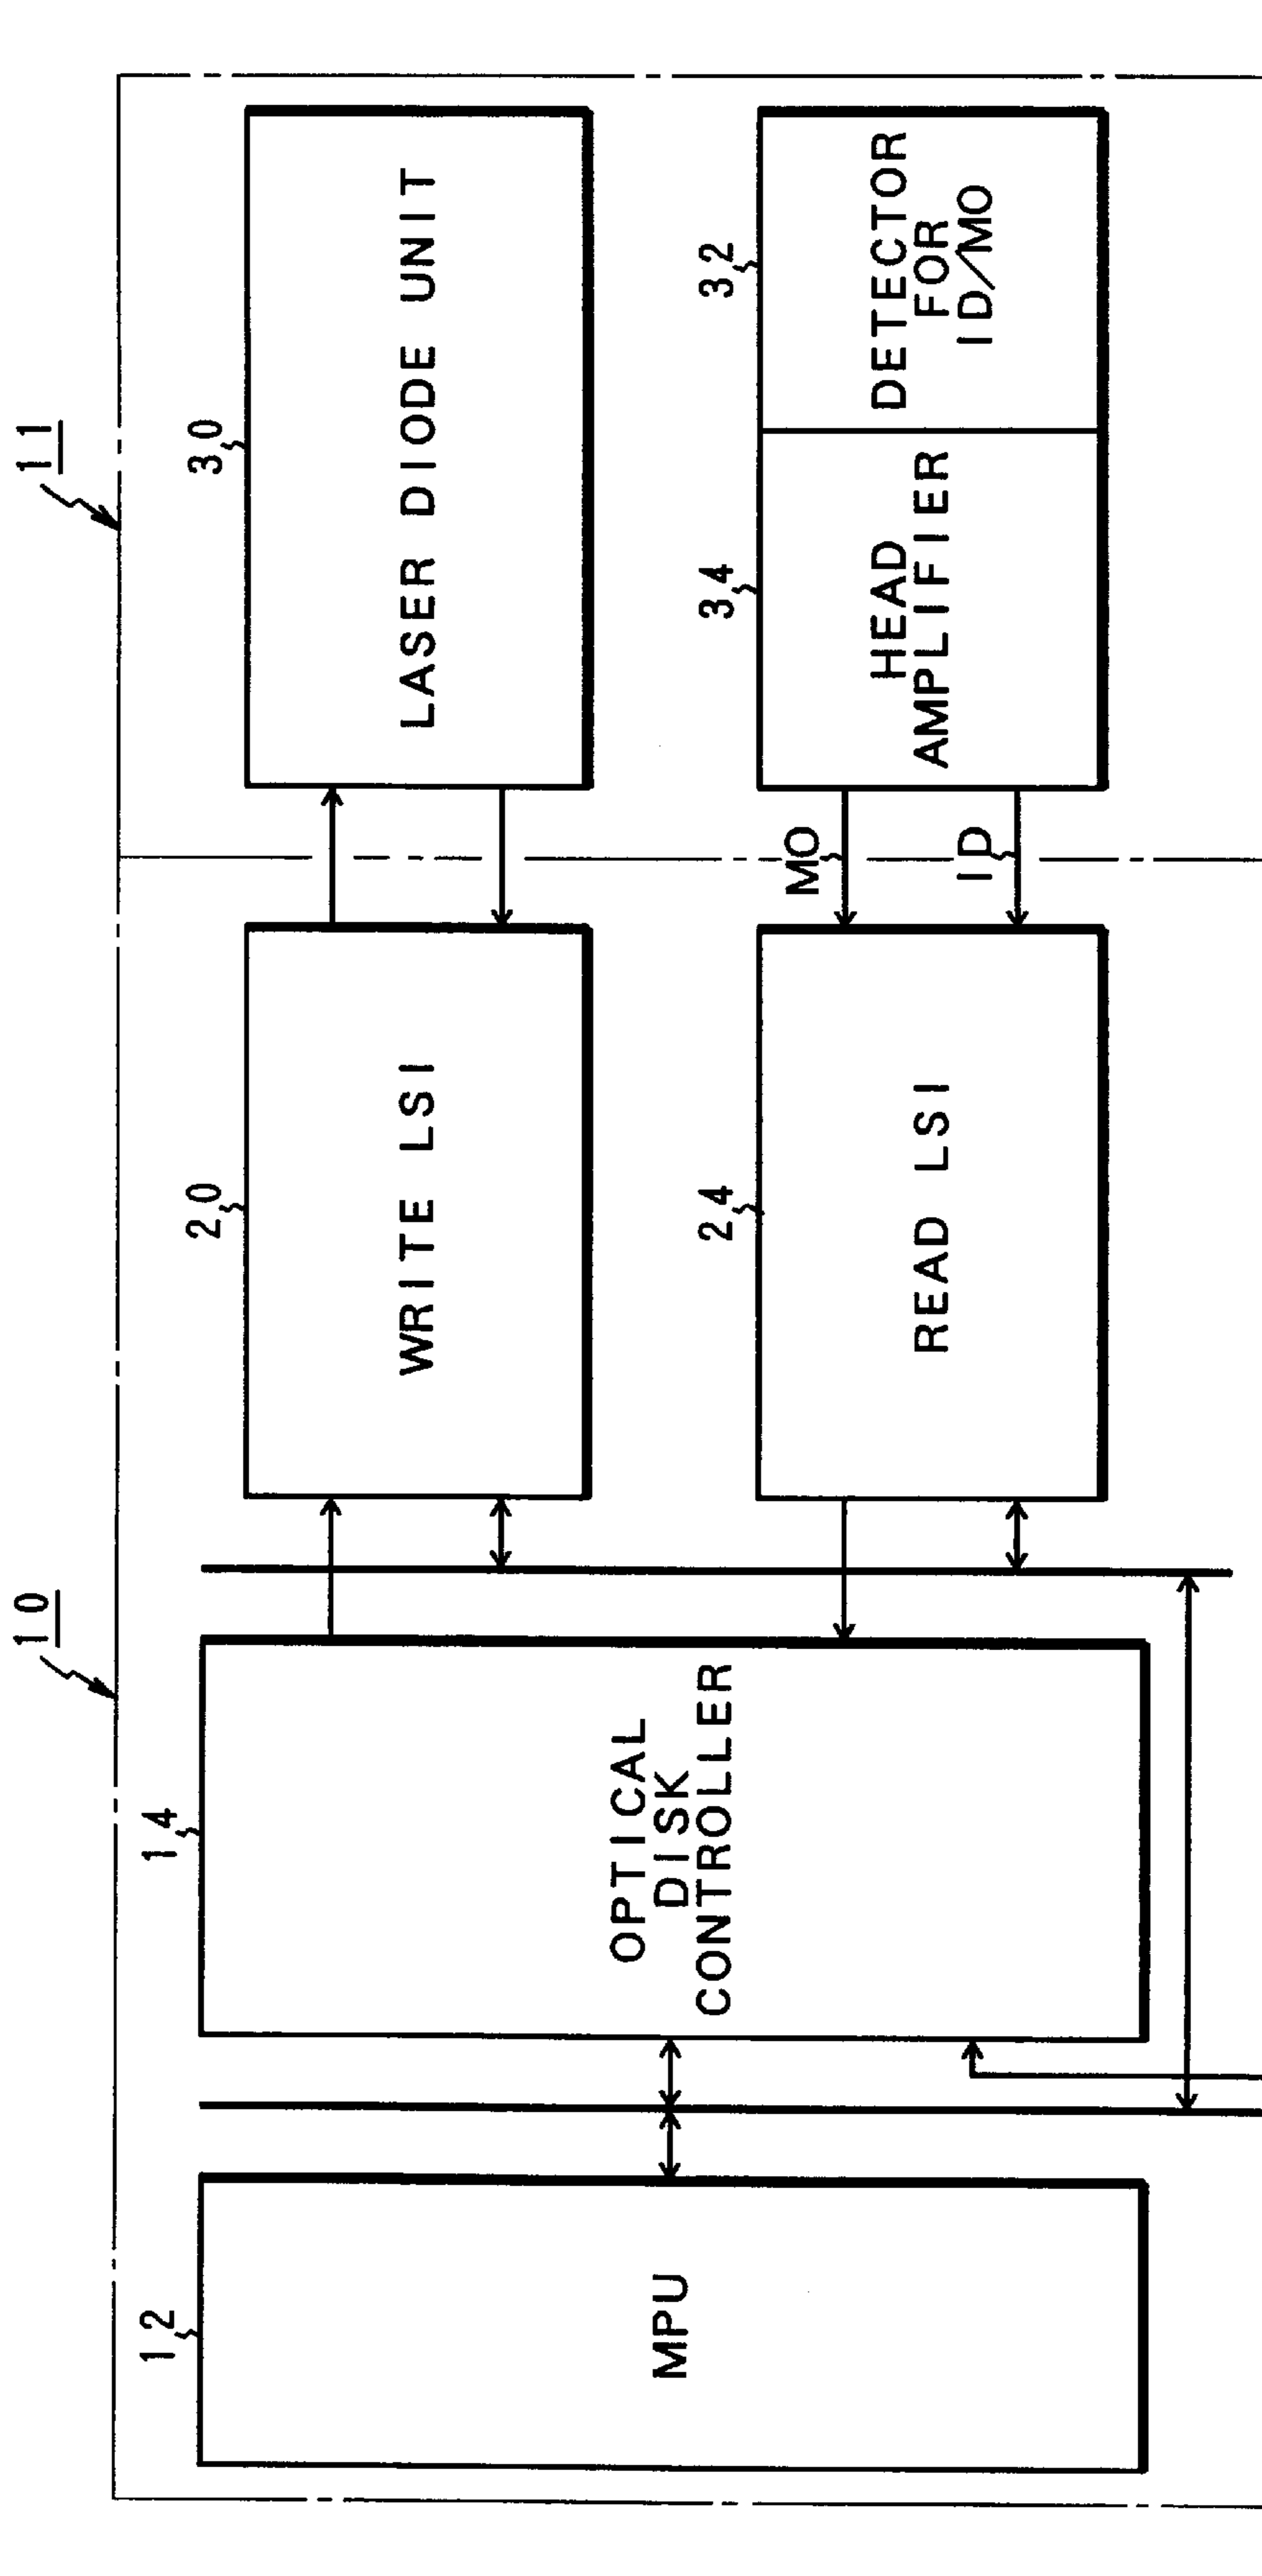 10
11
12
MPU
14
OPTICAL
DISK
CONTROLLER
20
WRITE LSI
30
LASER DIODE UNIT
24
READ LSI
MO
ID
34
HEAD
AMPLIFIER
32
DETECTOR
FOR
ID/MO